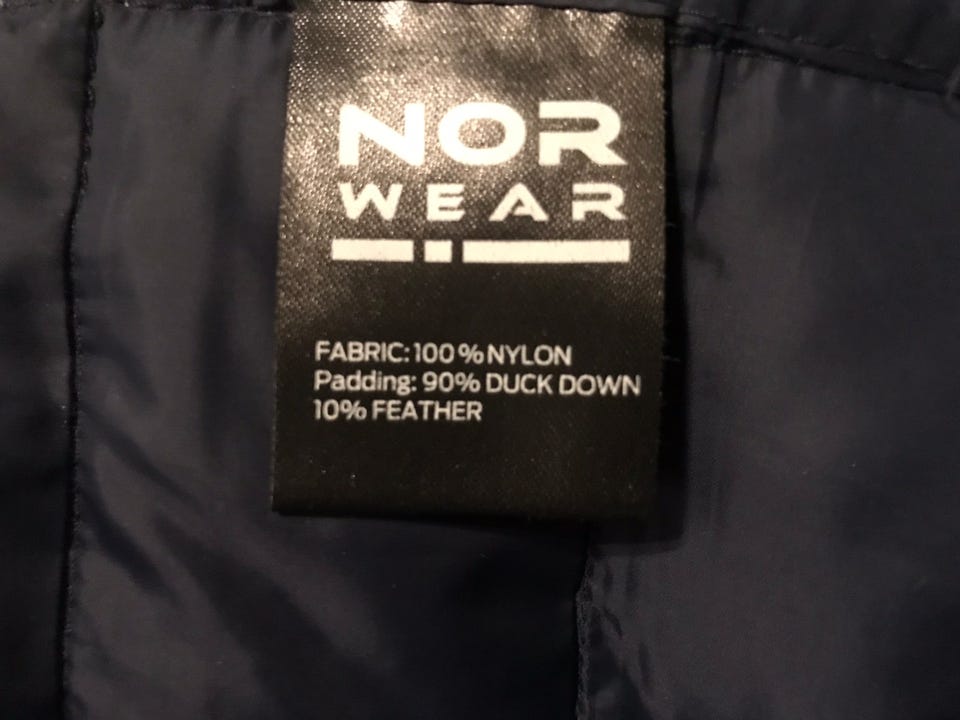 NOR
WEAR
FABRIC: 100% NYLON
Padding: 90% DUCK DOWN
10% FEATHER